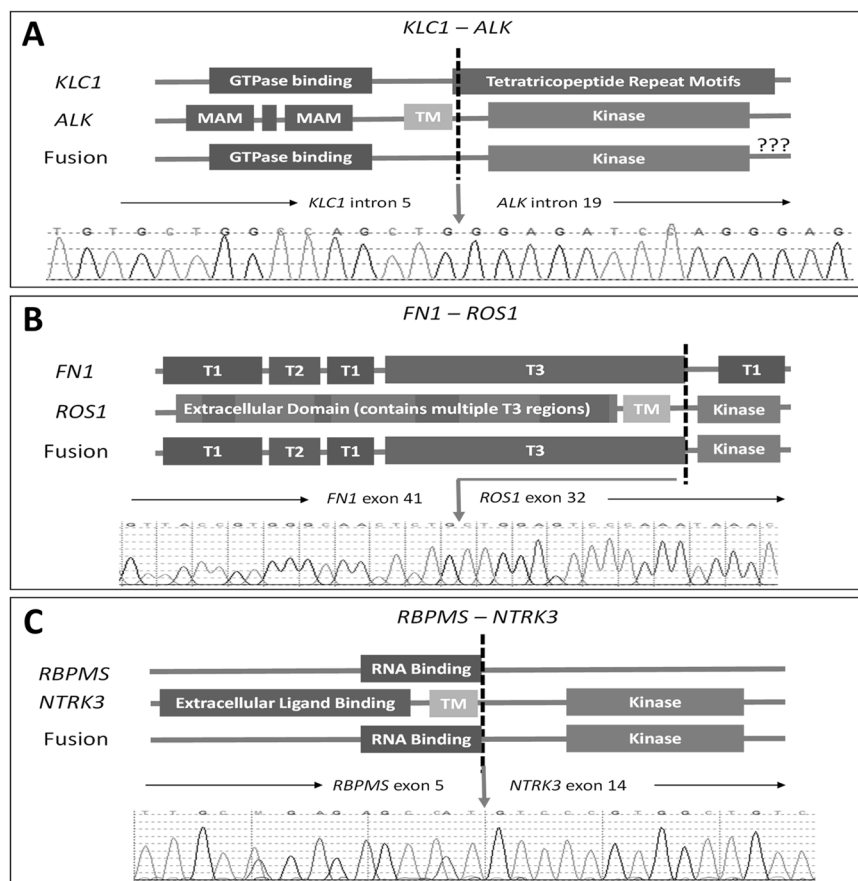 A
KLC1 – ALK
KLC1 GTPase binding Tetratricopeptide Repeat Motifs
ALK MAM MAM TM Kinase
Fusion GTPase binding Kinase ???
KLC1 intron 5 ALK intron 19
T G T G C T G G C C A G C T G G G A G A T C C A G G G A G
B
FN1 – ROS1
FN1 T1 T2 T1 T3 T1
ROS1 Extracellular Domain (contains multiple T3 regions) TM Kinase
Fusion T1 T2 T1 T3 Kinase
FN1 exon 41 ROS1 exon 32
G T T A C C G T G G G C A A C T C T G C T G G A G T C C C A A A T A A A C
C
RBPMS – NTRK3
RBPMS RNA Binding
NTRK3 Extracellular Ligand Binding TM Kinase
Fusion RNA Binding Kinase
RBPMS exon 5 NTRK3 exon 14
T T G C G A G A G C C A T G T C C C G T G G C T G T C